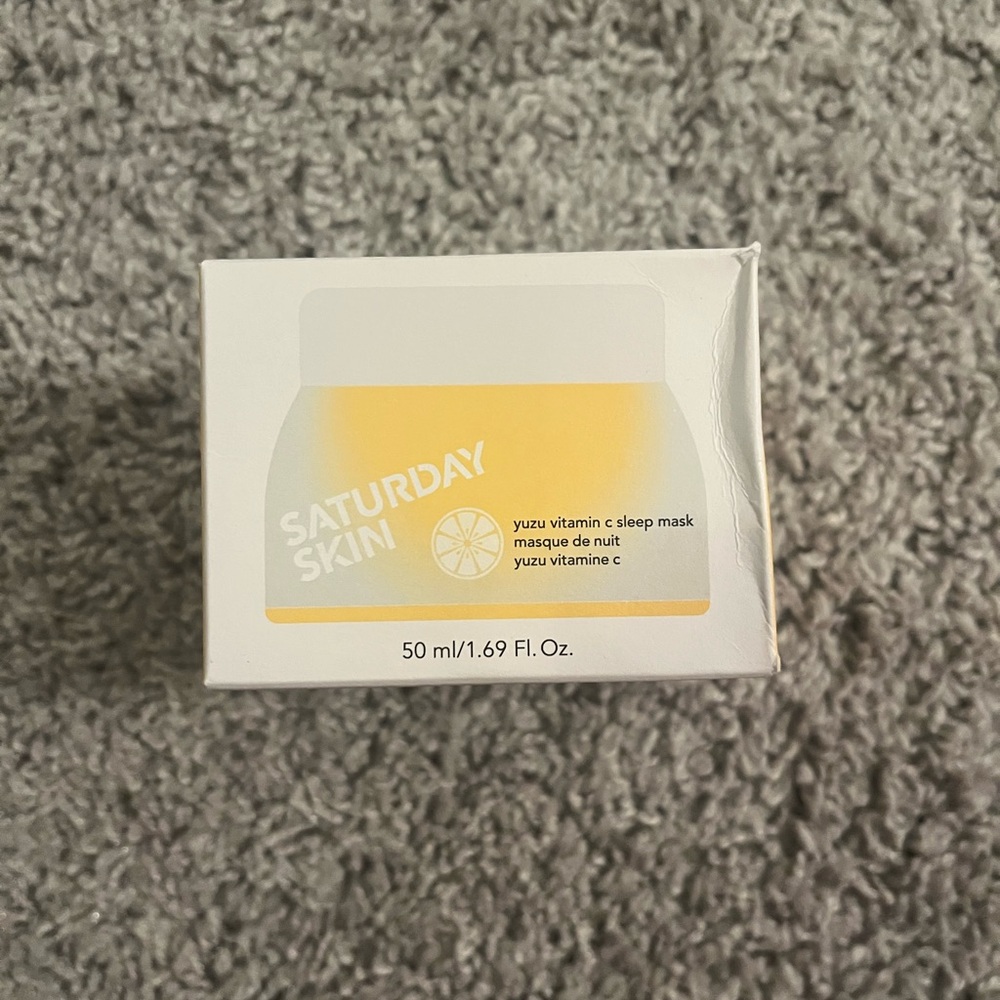 SATURDAY
SKIN
yuzu vitamin c sleep mask
masque de nuit
yuzu vitamine c
50 ml/1.69 Fl. Oz.